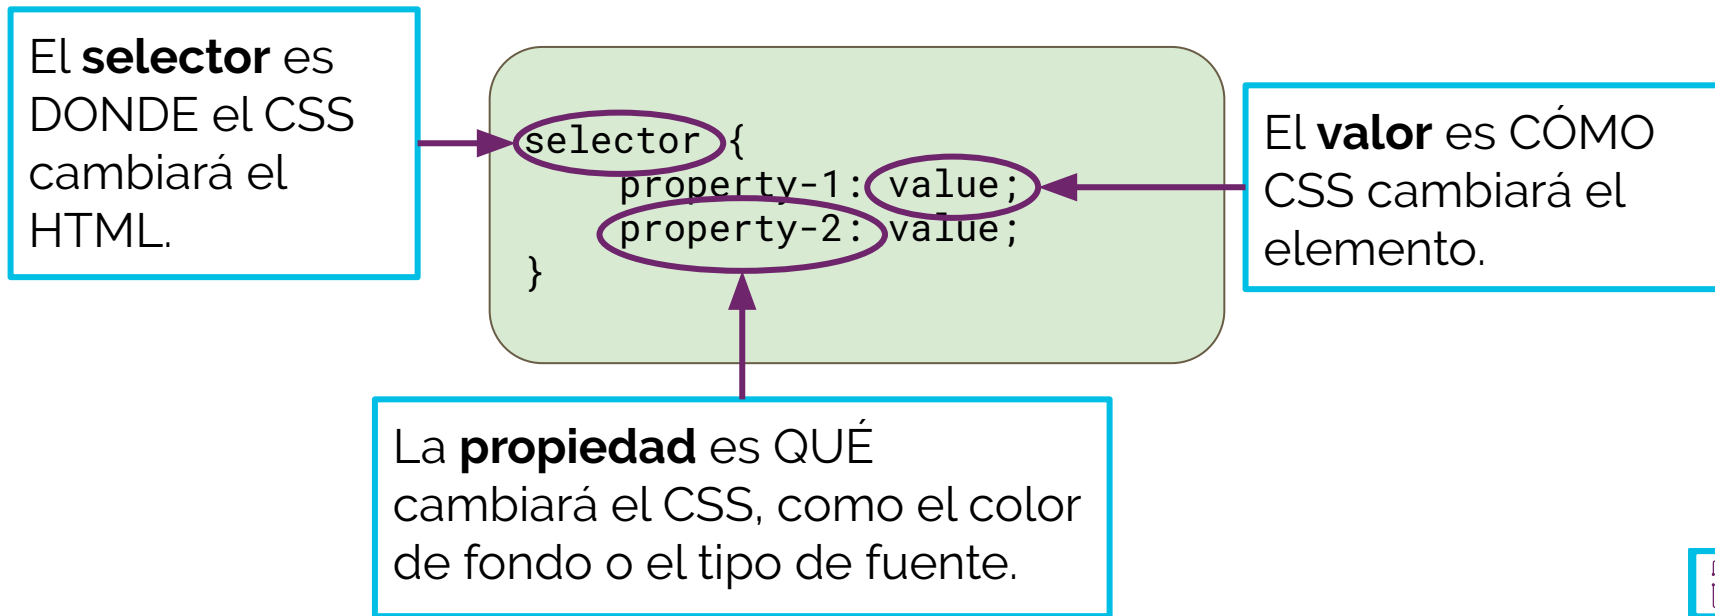 El selector es
DONDE el CSS
cambiará el
HTML.
selector {
property-1: value;
property-2: value;
}
El valor es CÓMO
CSS cambiará el
elemento.
La propiedad es QUÉ
cambiará el CSS, como el color
de fondo o el tipo de fuente.